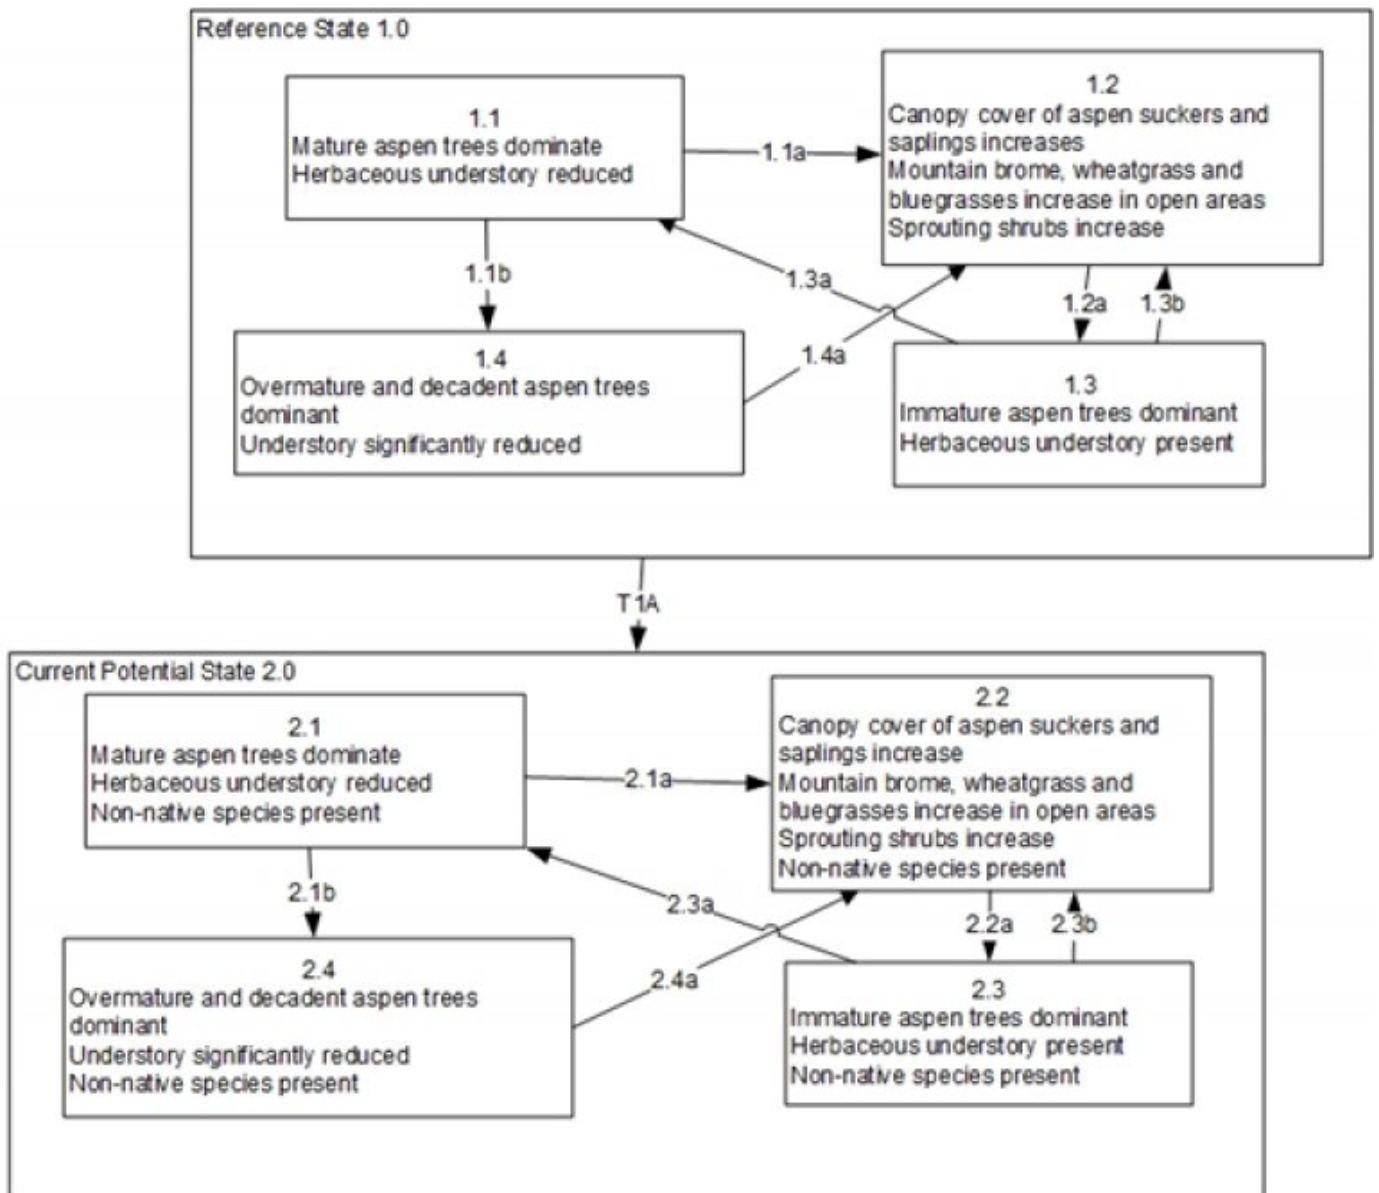 Reference State 1.0
1.1
Mature aspen trees dominate
Herbaceous understory reduced
1.1a
1.2
Canopy cover of aspen suckers and
saplings increases
Mountain brome, wheatgrass and
bluegrasses increase in open areas
Sprouting shrubs increase
1.1b
1.3a
1.2a
1.3b
1.4a
1.4
Overmature and decadent aspen trees
dominant
Understory significantly reduced
1.3
Immature aspen trees dominant
Herbaceous understory present
T1A
Current Potential State 2.0
2.1
Mature aspen trees dominate
Herbaceous understory reduced
Non-native species present
2.1a
2.2
Canopy cover of aspen suckers and
saplings increase
Mountain brome, wheatgrass and
bluegrasses increase in open areas
Sprouting shrubs increase
Non-native species present
2.1b
2.3a
2.2a
2.3b
2.4a
2.4
Overmature and decadent aspen trees
dominant
Understory significantly reduced
Non-native species present
2.3
Immature aspen trees dominant
Herbaceous understory present
Non-native species present